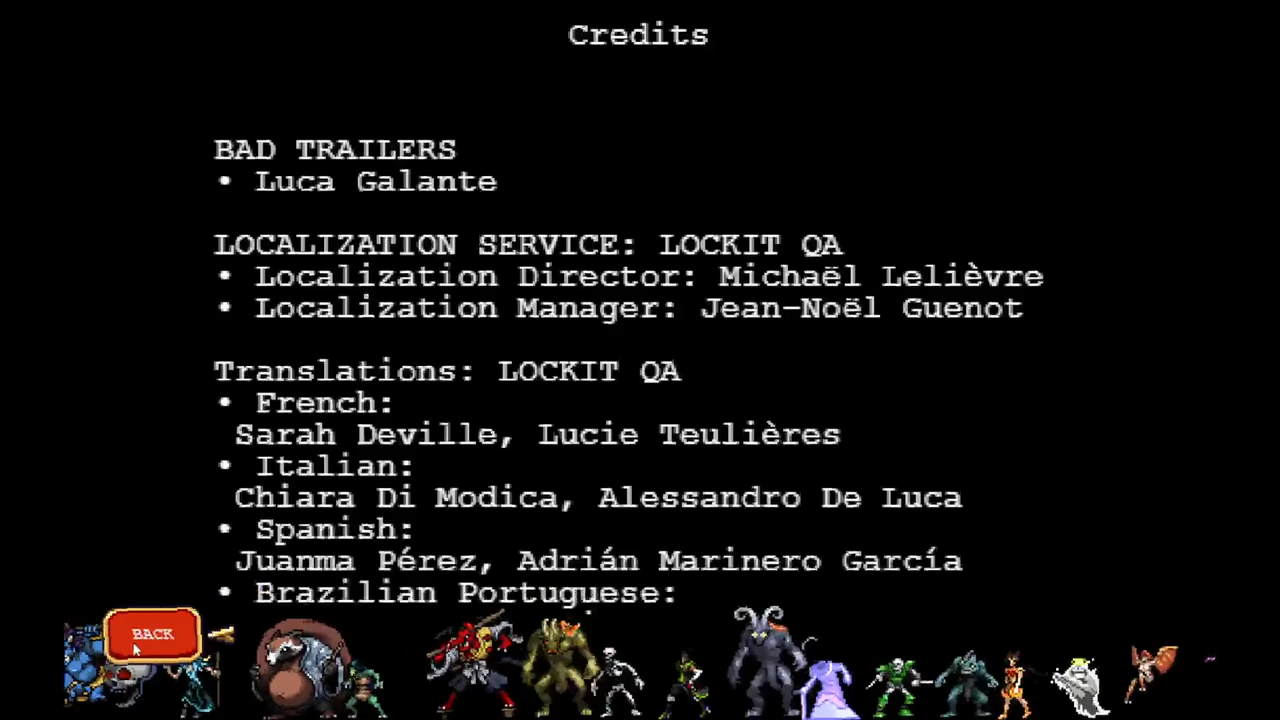 Credits
BAD TRAILERS
• Luca Galante
LOCALIZATION SERVICE: LOCKIT QA
• Localization Director: Michaël Lelièvre
• Localization Manager: Jean-Noël Guenot
Translations: LOCKIT QA
• French:
Sarah Deville, Lucie Teulières
• Italian:
Chiara Di Modica, Alessandro De Luca
• Spanish:
Juanma Pérez, Adrián Marinero García
• Brazilian Portuguese:
BACK